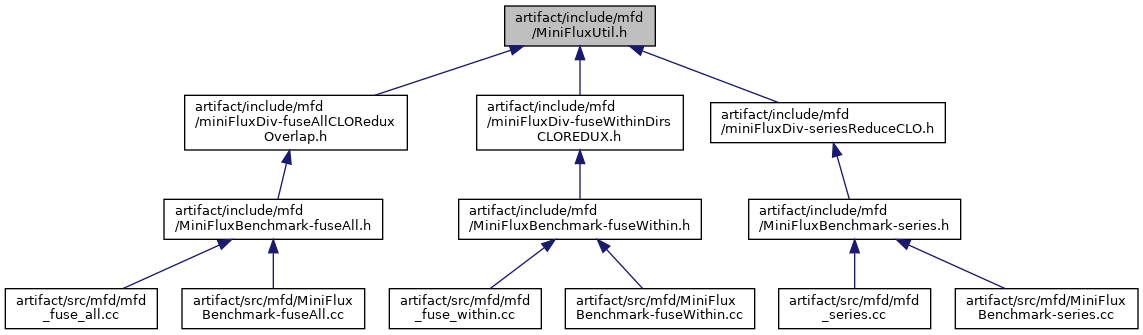 artifact/include/mfd
/MiniFluxUtil.h
artifact/include/mfd
/miniFluxDiv-fuseAllCLORedux
Overlap.h
artifact/include/mfd
/miniFluxDiv-fuseWithinDirs
CLOREDUX.h
artifact/include/mfd
/miniFluxDiv-seriesReduceCLO.h
artifact/include/mfd
/MiniFluxBenchmark-fuseAll.h
artifact/include/mfd
/MiniFluxBenchmark-fuseWithin.h
artifact/include/mfd
/MiniFluxBenchmark-series.h
artifact/src/mfd/mfd
_fuse_all.cc
artifact/src/mfd/MiniFlux
Benchmark-fuseAll.cc
artifact/src/mfd/mfd
_fuse_within.cc
artifact/src/mfd/MiniFlux
Benchmark-fuseWithin.cc
artifact/src/mfd/mfd
_series.cc
artifact/src/mfd/MiniFlux
Benchmark-series.cc